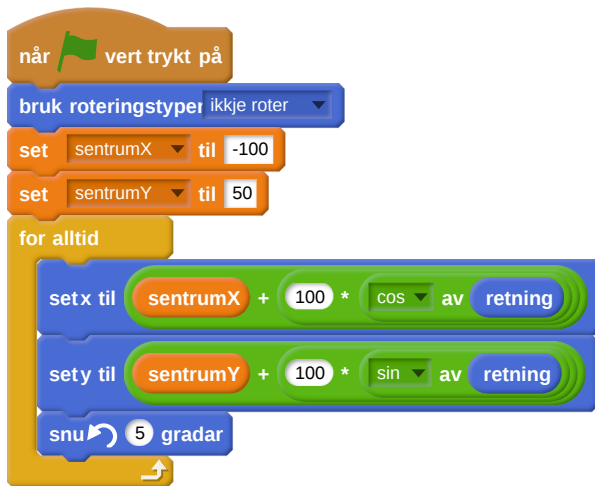 når vert trykt på
bruk roteringstypen ikkje roter
set sentrumX til -100
set sentrumY til 50
for alltid
set x til sentrumX + 100 * cos av retning
set y til sentrumY + 100 * sin av retning
snu 5 gradar